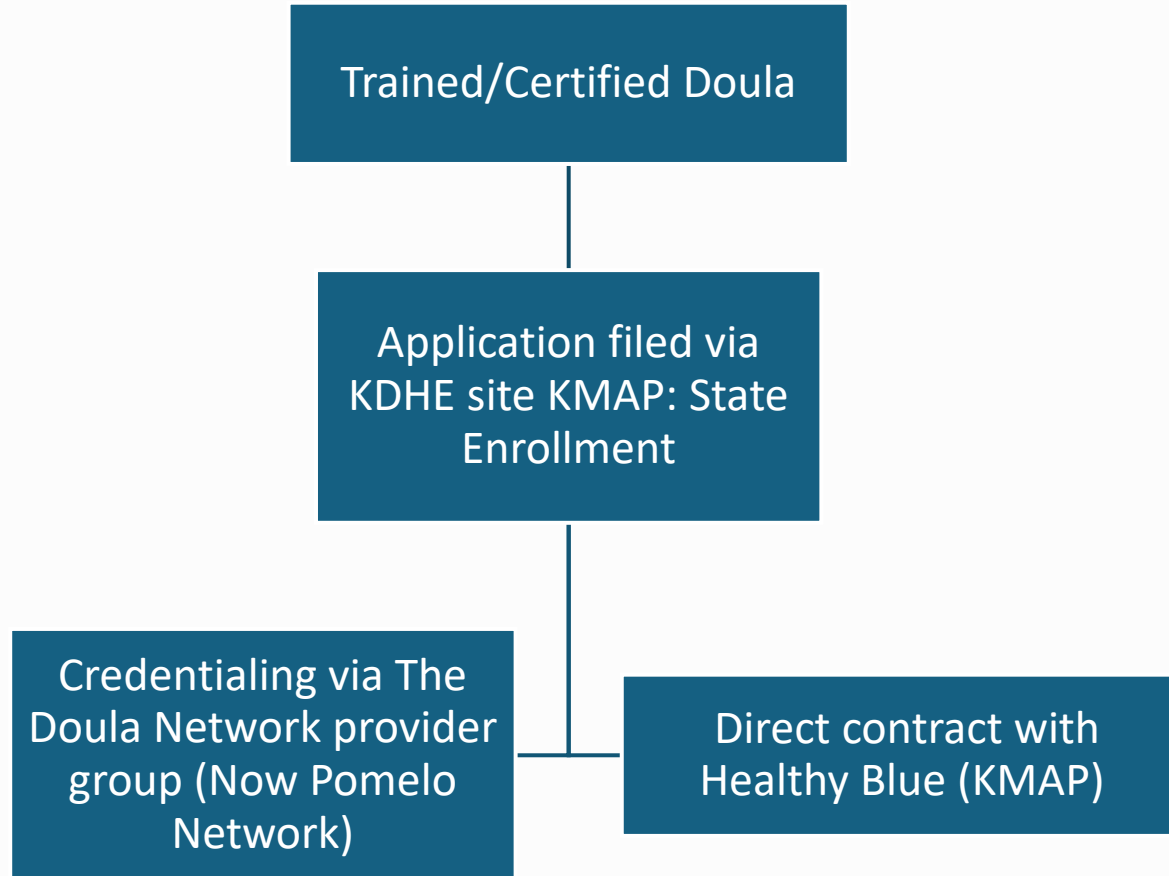 Trained/Certified Doula
Application filed via
KDHE site KMAP: State
Enrollment
Credentialing via The
Doula Network provider
group (Now Pomelo
Network)
Direct contract with
Healthy Blue (KMAP)